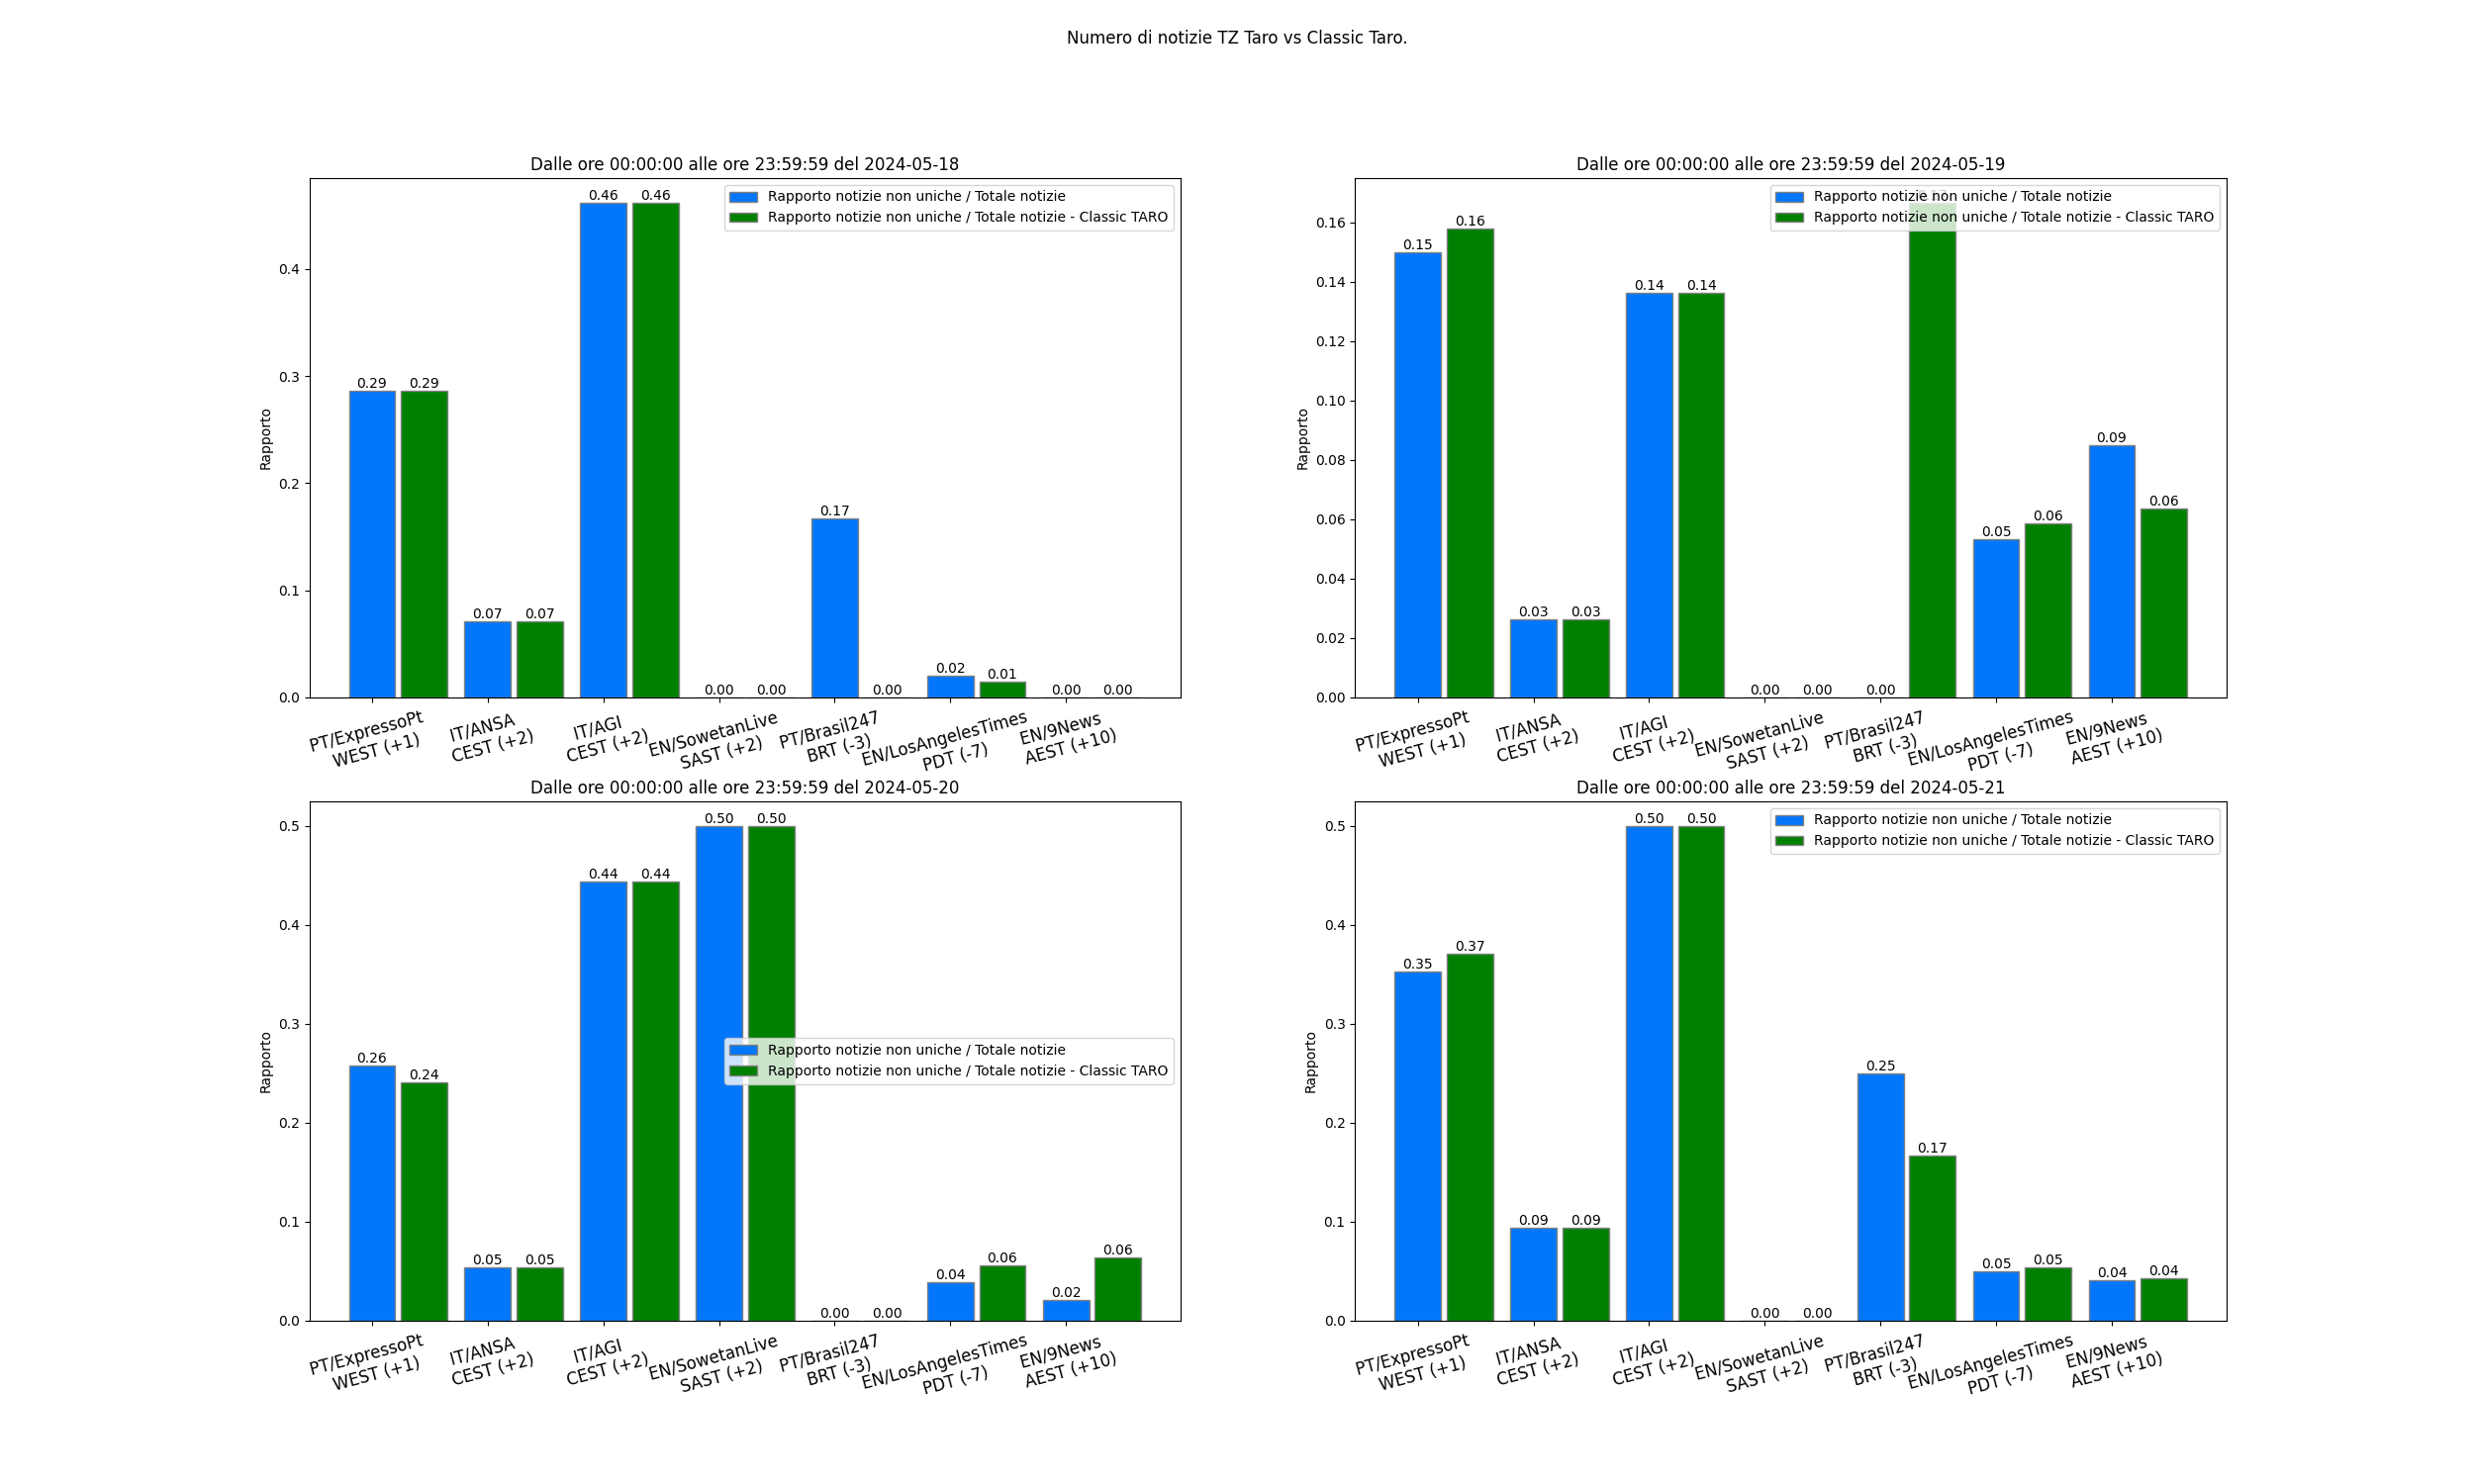 Numero di notizie TZ Taro vs Classic Taro.
Dalle ore 00:00:00 alle ore 23:59:59 del 2024-05-18
Rapporto notizie non uniche / Totale notizie
Rapporto notizie non uniche / Totale notizie - Classic TARO
Rapporto
0.4
0.3
0.2
0.1
0.0
0.29
0.29
0.07
0.07
0.46
0.46
0.00
0.00
0.17
0.00
0.02
0.01
0.00
0.00
PT/ExpressoPt
WEST (+1)
IT/ANSA
CEST (+2)
IT/AGI
CEST (+2)
EN/SowetanLive
SAST (+2)
PT/Brasil247
BRT (-3)
EN/LosAngelesTimes
PDT (-7)
EN/9News
AEST (+10)
Dalle ore 00:00:00 alle ore 23:59:59 del 2024-05-19
Rapporto notizie non uniche / Totale notizie
Rapporto notizie non uniche / Totale notizie - Classic TARO
Rapporto
0.16
0.14
0.12
0.10
0.08
0.06
0.04
0.02
0.00
0.15
0.16
0.03
0.03
0.14
0.14
0.00
0.00
0.00
0.05
0.06
0.09
0.06
PT/ExpressoPt
WEST (+1)
IT/ANSA
CEST (+2)
IT/AGI
CEST (+2)
EN/SowetanLive
SAST (+2)
PT/Brasil247
BRT (-3)
EN/LosAngelesTimes
PDT (-7)
EN/9News
AEST (+10)
Dalle ore 00:00:00 alle ore 23:59:59 del 2024-05-20
Rapporto notizie non uniche / Totale notizie
Rapporto notizie non uniche / Totale notizie - Classic TARO
Rapporto
0.5
0.4
0.3
0.2
0.1
0.0
0.26
0.24
0.05
0.05
0.44
0.44
0.50
0.50
0.00
0.00
0.04
0.06
0.02
0.06
PT/ExpressoPt
WEST (+1)
IT/ANSA
CEST (+2)
IT/AGI
CEST (+2)
EN/SowetanLive
SAST (+2)
PT/Brasil247
BRT (-3)
EN/LosAngelesTimes
PDT (-7)
EN/9News
AEST (+10)
Dalle ore 00:00:00 alle ore 23:59:59 del 2024-05-21
Rapporto notizie non uniche / Totale notizie
Rapporto notizie non uniche / Totale notizie - Classic TARO
Rapporto
0.5
0.4
0.3
0.2
0.1
0.0
0.35
0.37
0.09
0.09
0.50
0.50
0.00
0.00
0.25
0.17
0.05
0.05
0.04
0.04
PT/ExpressoPt
WEST (+1)
IT/ANSA
CEST (+2)
IT/AGI
CEST (+2)
EN/SowetanLive
SAST (+2)
PT/Brasil247
BRT (-3)
EN/LosAngelesTimes
PDT (-7)
EN/9News
AEST (+10)